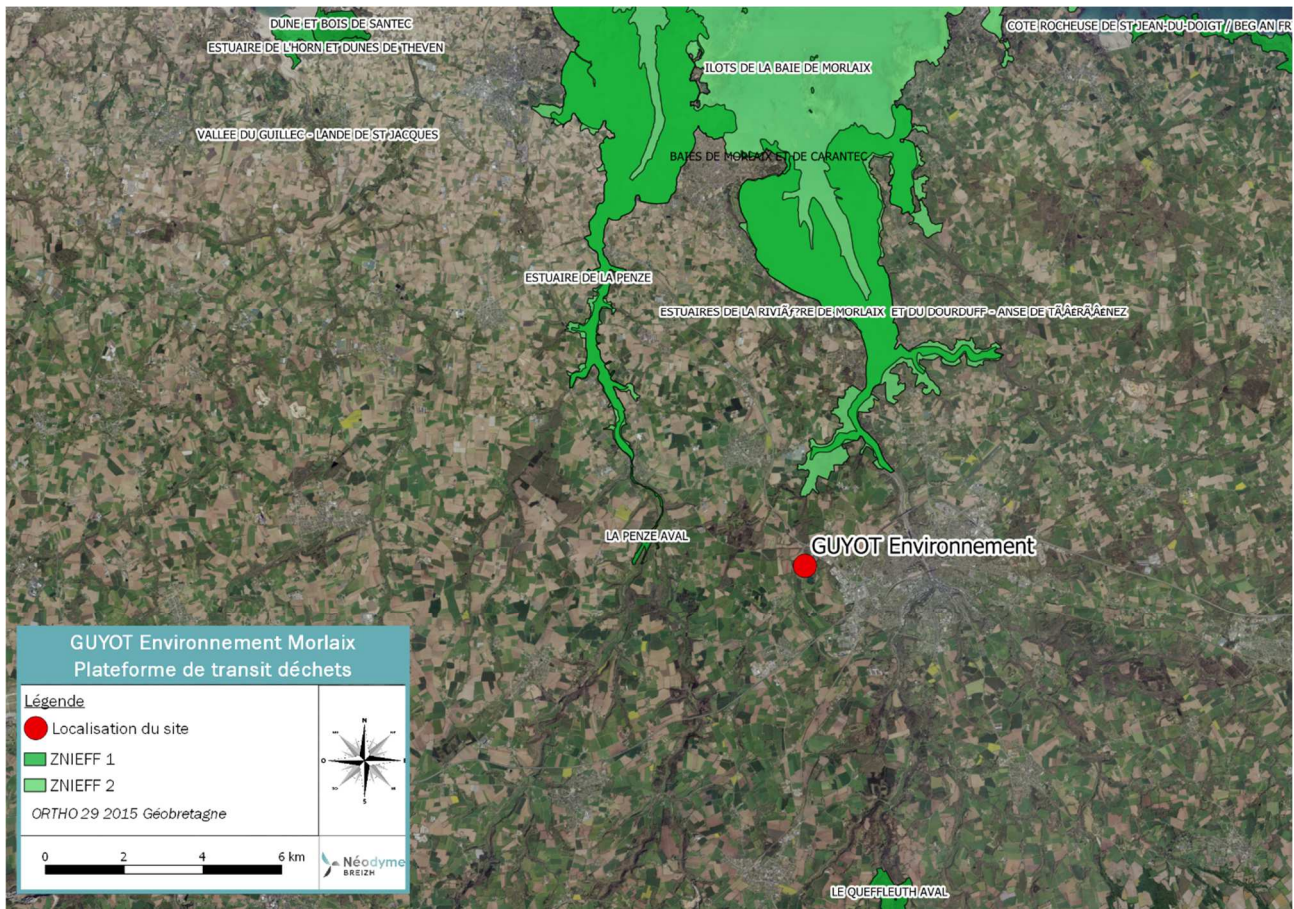 DUNE ET BOIS DE SANTEC
COTE ROCHEUSE DE ST JEAN-DU-DOIGT / BEG AN FR
ESTUAIRE DE L'HORN ET DUNES DE THEVEN
ILOTS DE LA BAIE DE MORLAIX
VALLEE DU GUILLEC - LANDE DE ST JACQUES
BAIES DE MORLAIX ET DE CARANTEC
ESTUAIRE DE LA PENZE
ESTUAIRES DE LA RIVIÃƒ?RE DE MORLAIX ET DU DOURDUFF - ANSE DE TÃ‚Â£RÃ‚Â£NEZ
LA PENZE AVAL
GUYOT Environnement
GUYOT Environnement Morlaix
Plateforme de transit déchets
Légende
Localisation du site
ZNIEFF 1
ZNIEFF 2
ORTHO 29 2015 Géobretagne
N
O
S
0 2 4 6 km
Néodyme
BREIZH
LE QUEFFLEUTH AVAL